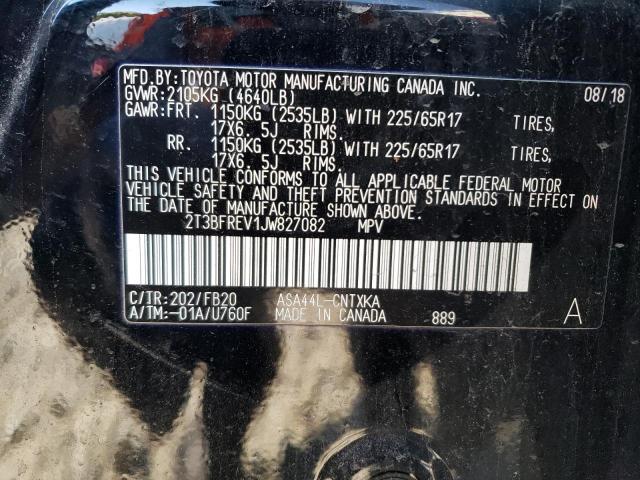 MFD.BY:TOYOTA MOTOR MANUFACTURING CANADA INC.
GVWR:2105KG (4640LB) 08/18
GAWR:FRT. 1150KG (2535LB) WITH 225/65R17 TIRES,
17X6. 5J RIMS.
RR. 1150KG (2535LB) WITH 225/65R17 TIRES,
17X6. 5J RIMS.
THIS VEHICLE CONFORMS TO ALL APPLICABLE FEDERAL MOTOR
VEHICLE SAFETY AND THEFT PREVENTION STANDARDS IN EFFECT ON
THE DATE OF MANUFACTURE SHOWN ABOVE.
2T3BFREV1JW827082 MPV
C/TR:202/FB20 ASA44L-CNTXKA
A/TM:-01A/U760F MADE IN CANADA 889 A